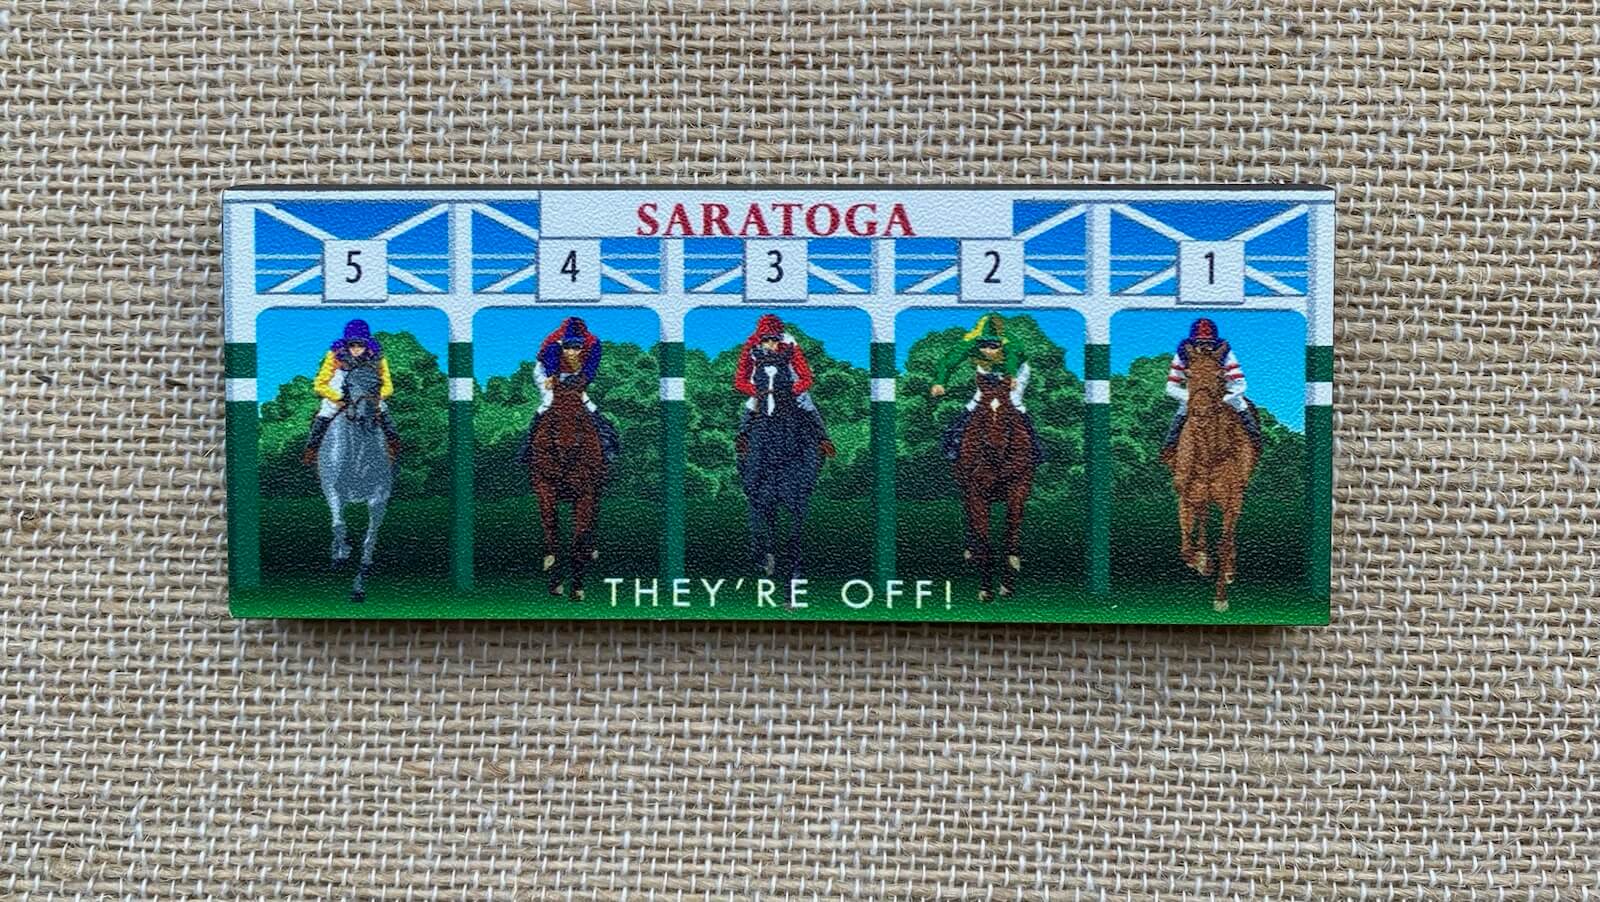 SARATOGA
5 4 3 2 1
THEY'RE OFF!